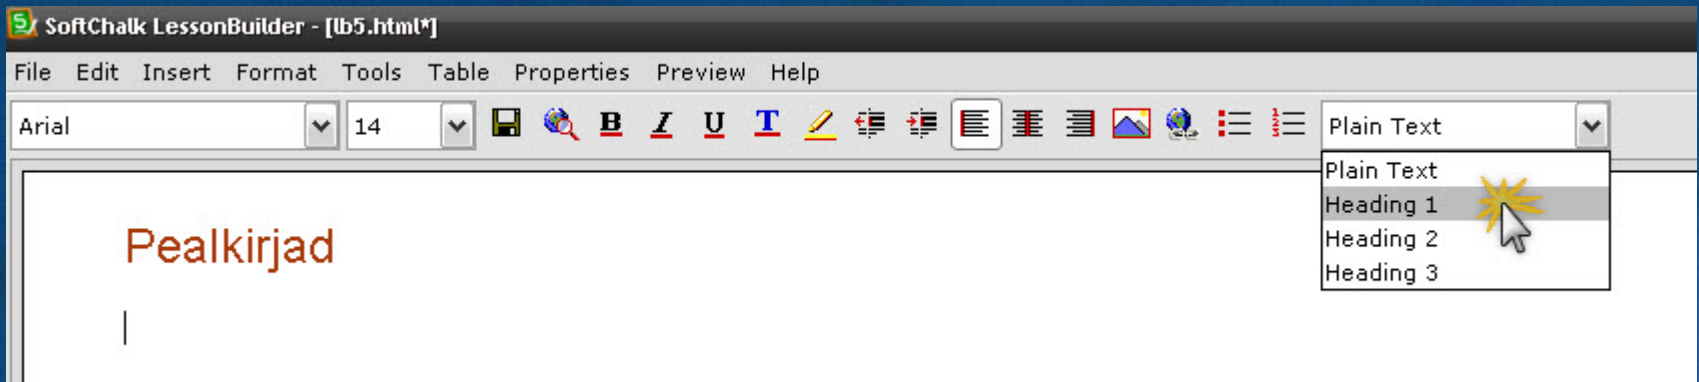 SoftChalk LessonBuilder - [lb5.html*]
File Edit Insert Format Tools Table Properties Preview Help
Arial 14 B I U T Plain Text
Plain Text
Heading 1
Heading 2
Heading 3
Pealkirjad